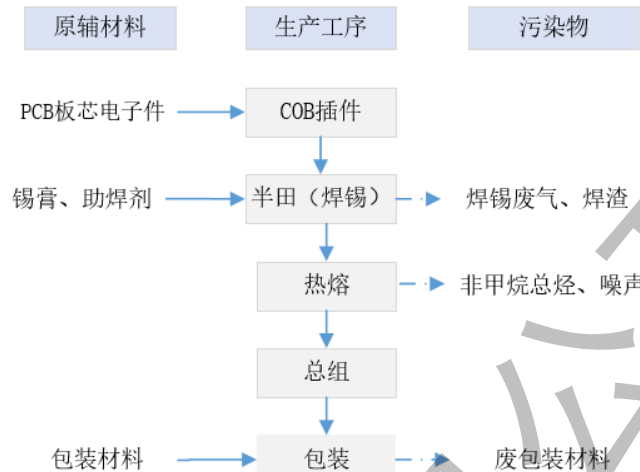 原辅材料 生产工序 污染物
PCB板芯电子件 COB插件
锡膏、助焊剂 半田（焊锡） 焊锡废气、焊渣
热熔 非甲烷总烃、噪声
总组
包装材料 包装 废包装材料